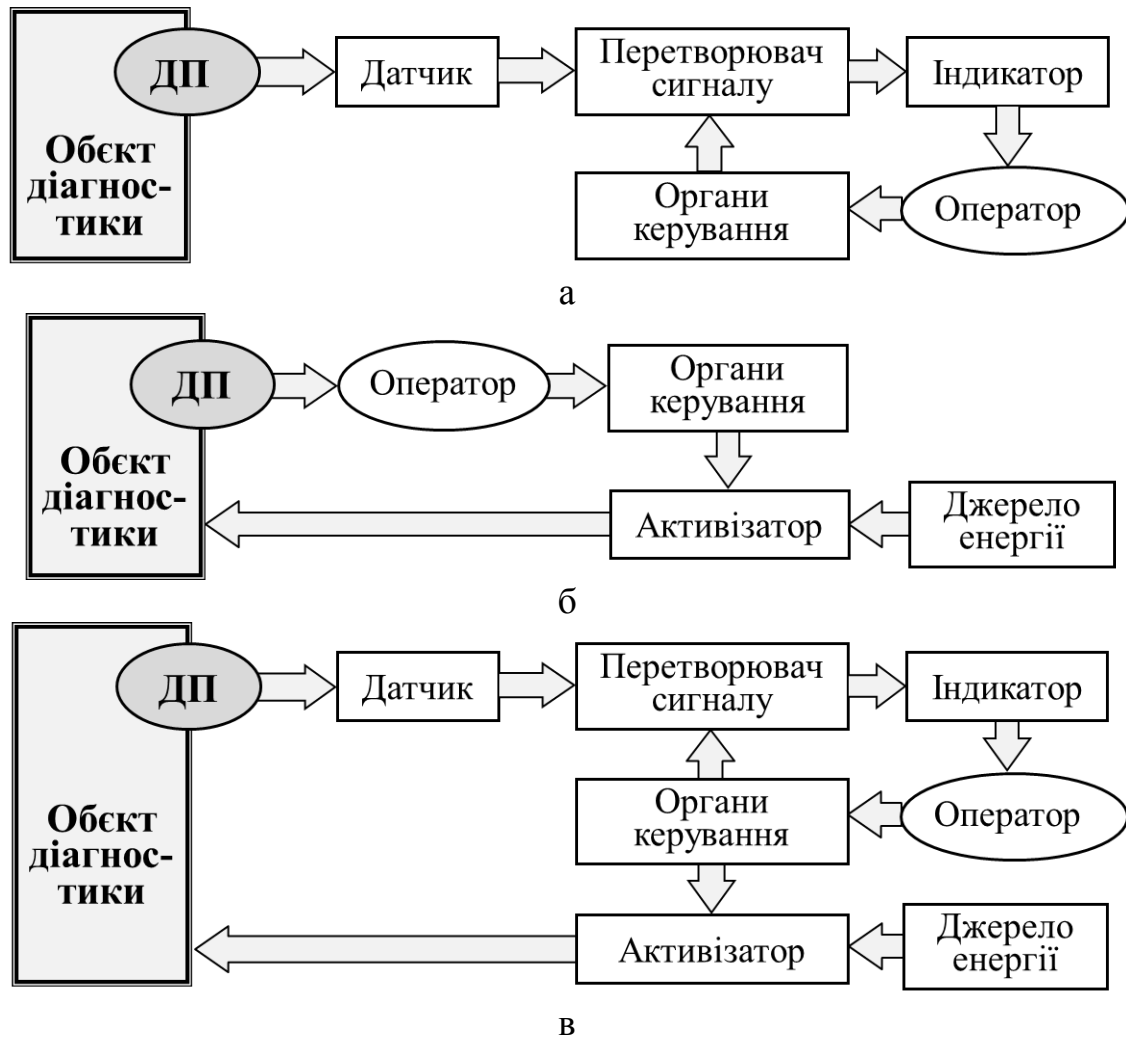 ДП
Датчик
Перетворювач
сигналу
Індикатор
Обєкт
діагнос-
тики
Органи
керування
Оператор
а
ДП
Оператор
Органи
керування
Обєкт
діагнос-
тики
Активізатор
Джерело
енергії
б
ДП
Датчик
Перетворювач
сигналу
Індикатор
Обєкт
діагнос-
тики
Органи
керування
Оператор
Активізатор
Джерело
енергії
в